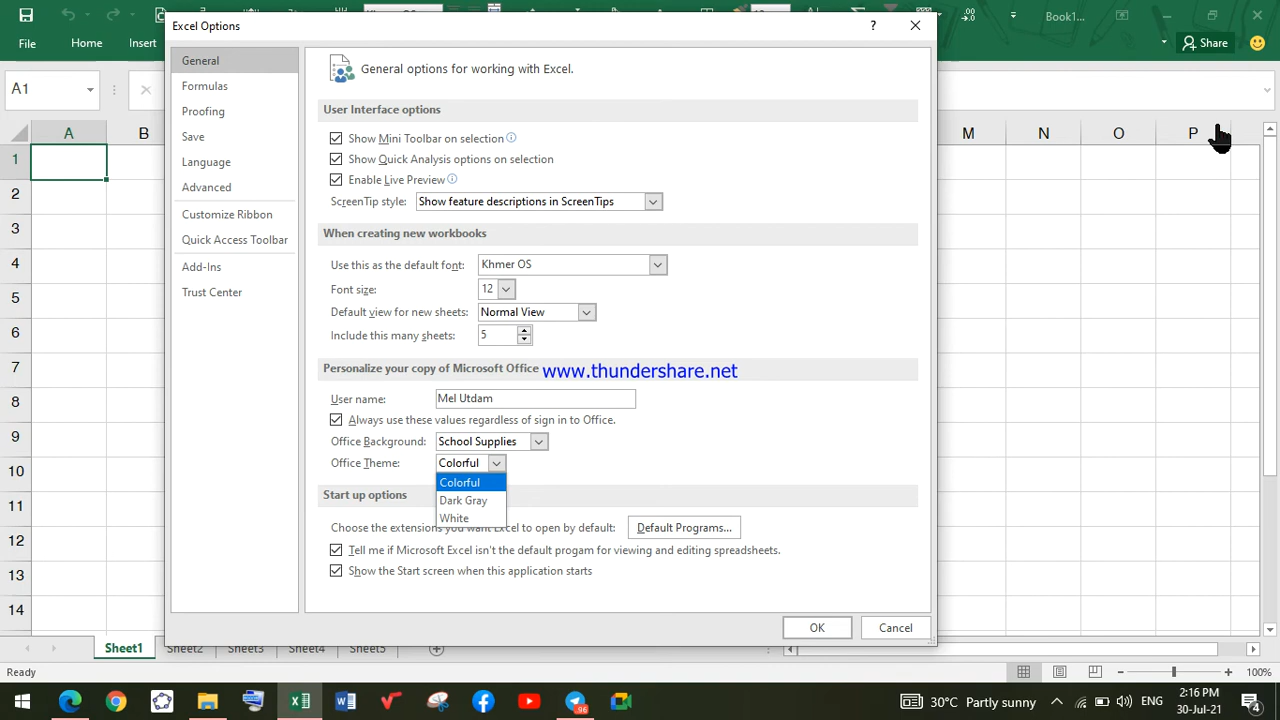 Book1...
Excel Options
?
File
Home
Insert
Share
A1
General
Formulas
Proofing
Save
Language
Advanced
Customize Ribbon
Quick Access Toolbar
Add-Ins
Trust Center
General options for working with Excel.
User Interface options
Show Mini Toolbar on selection
Show Quick Analysis options on selection
Enable Live Preview
ScreenTip style: Show feature descriptions in ScreenTips
When creating new workbooks
Use this as the default font: Khmer OS
Font size: 12
Default view for new sheets: Normal View
Include this many sheets: 5
Personalize your copy of Microsoft Office www.thundershare.net
User name: Mel Utdam
Always use these values regardless of sign in to Office.
Office Background: School Supplies
Office Theme: Colorful
Colorful
Dark Gray
White
Start up options
Choose the extensions you want Excel to open by default: Default Programs...
Tell me if Microsoft Excel isn't the default progam for viewing and editing spreadsheets.
Show the Start screen when this application starts
OK
Cancel
A B M N O P
1
2
3
4
5
6
7
8
9
10
11
12
13
14
Sheet1 Sheet2 Sheet3 Sheet4 Sheet5
Ready
100%
96
30°C Partly sunny
ENG
2:16 PM
30-Jul-21
4